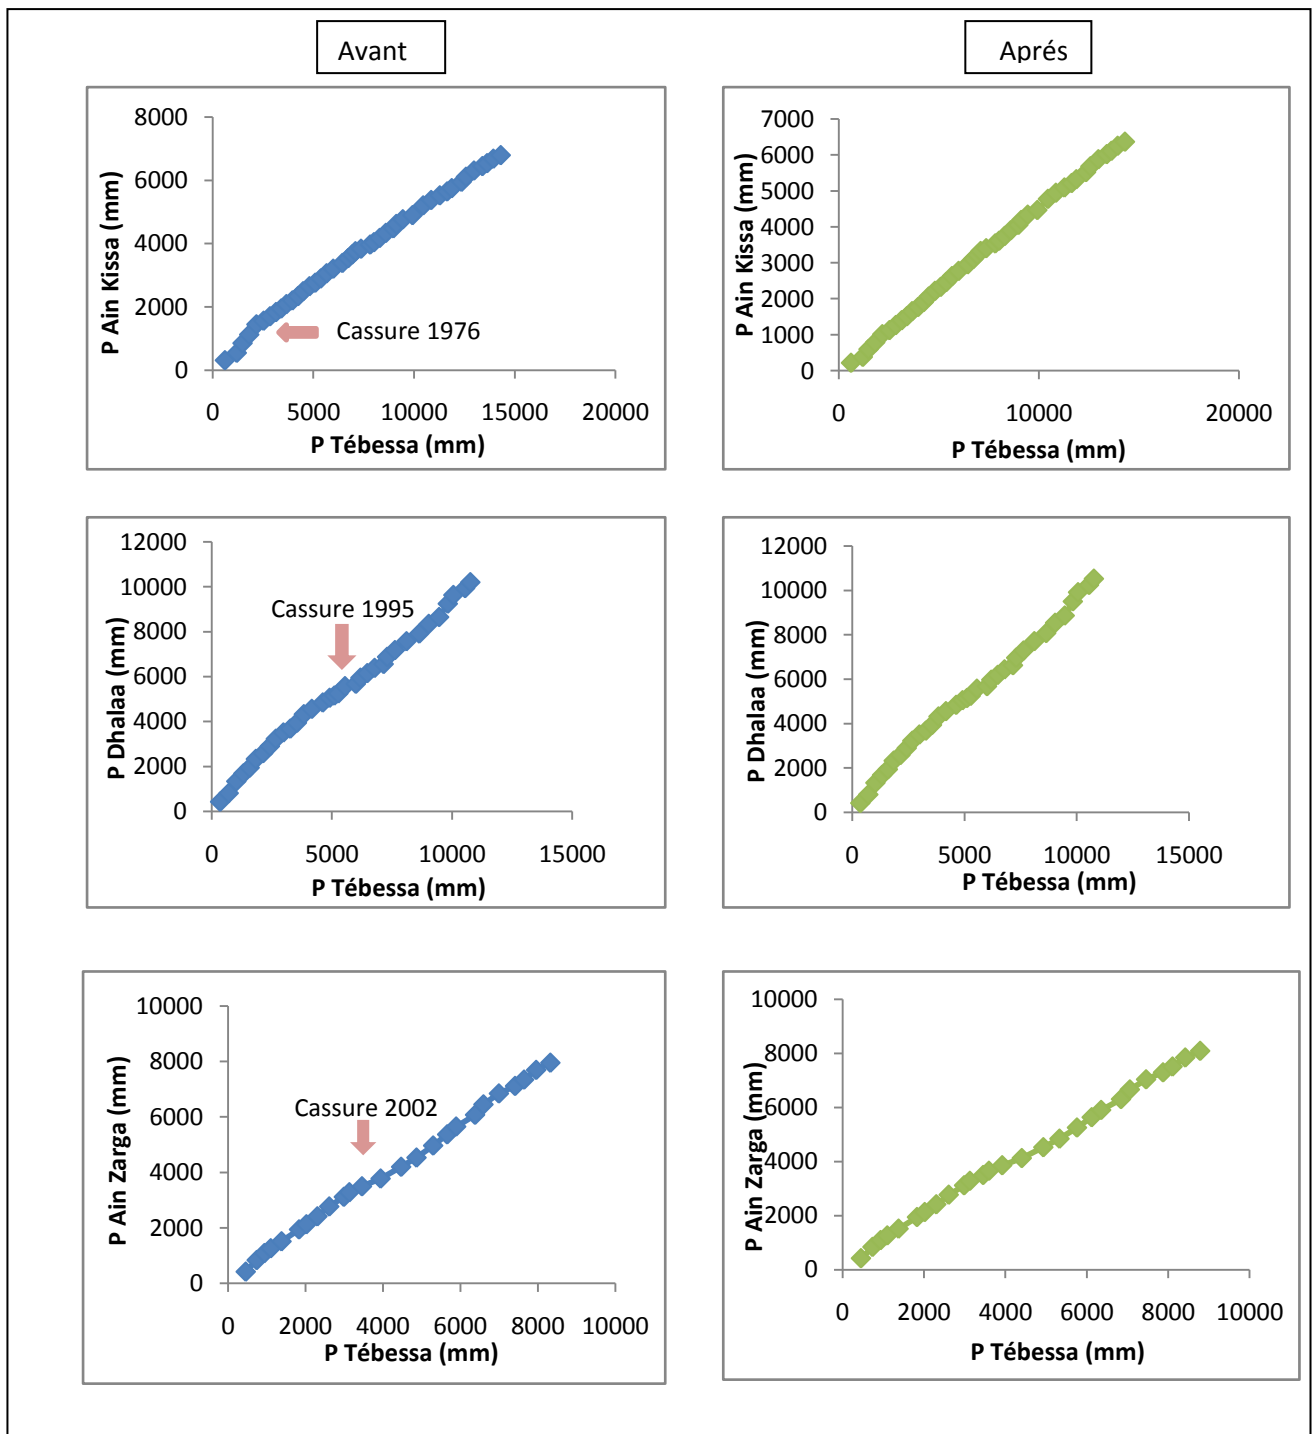 Avant
Aprés
8000
6000
4000
2000
0
P Ain Kissa (mm)
Cassure 1976
0 5000 10000 15000 20000
P Tébessa (mm)
7000
6000
5000
4000
3000
2000
1000
0
P Ain Kissa (mm)
0 10000 20000
P Tébessa (mm)
12000
10000
8000
6000
4000
2000
0
P Dhalaa (mm)
Cassure 1995
0 5000 10000 15000
P Tébessa (mm)
12000
10000
8000
6000
4000
2000
0
P Dhalaa (mm)
0 5000 10000 15000
P Tébessa (mm)
10000
8000
6000
4000
2000
0
P Ain Zarga (mm)
Cassure 2002
0 2000 4000 6000 8000 10000
P Tébessa (mm)
10000
8000
6000
4000
2000
0
P Ain Zarga (mm)
0 2000 4000 6000 8000 10000
P Tébessa (mm)